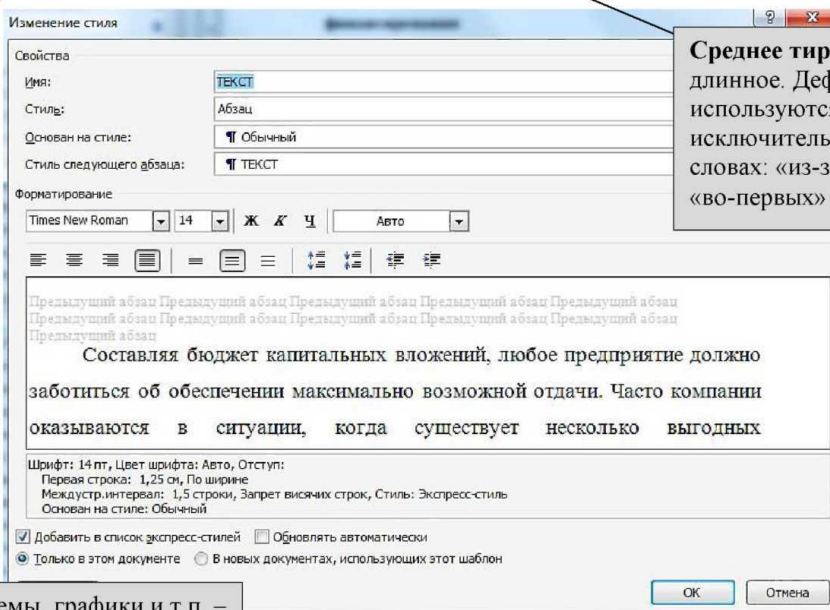 Изменение стиля
Среднее
длинное.
исключитель
словах: «из-з
«во-первых»
Свойства
Имя: ТЕКСТ
Стиль: Абзац
Основан на стиле: ¶ Обычный
Стиль следующего абзаца: ¶ ТЕКСТ
Форматирование
Times New Roman 14 Ж К Ч Авто
Предыдущий абзац Предыдущий абзац Предыдущий абзац Предыдущий абзац Предыдущий абзац
Предыдущий абзац Предыдущий абзац Предыдущий абзац Предыдущий абзац Предыдущий абзац
Предыдущий абзац
Составляя бюджет капитальных вложений, любое предприятие должно
заботиться об обеспечении максимально возможной отдачи. Часто компании
оказываются в ситуации, когда существует несколько выгодных
Шрифт: 14 пт, Цвет шрифта: Авто, Отступ:
Первая строка: 1,25 см, По ширине
Междустр.интервал: 1,5 строки, Запрет висячих строк, Стиль: Экспресс-стиль
Основан на стиле: Обычный
Добавить в список экспресс-стилей Обновлять автоматически
Только в этом документе В новых документах, использующих этот шаблон
ОК Отмена
емы, графики и т.п. –